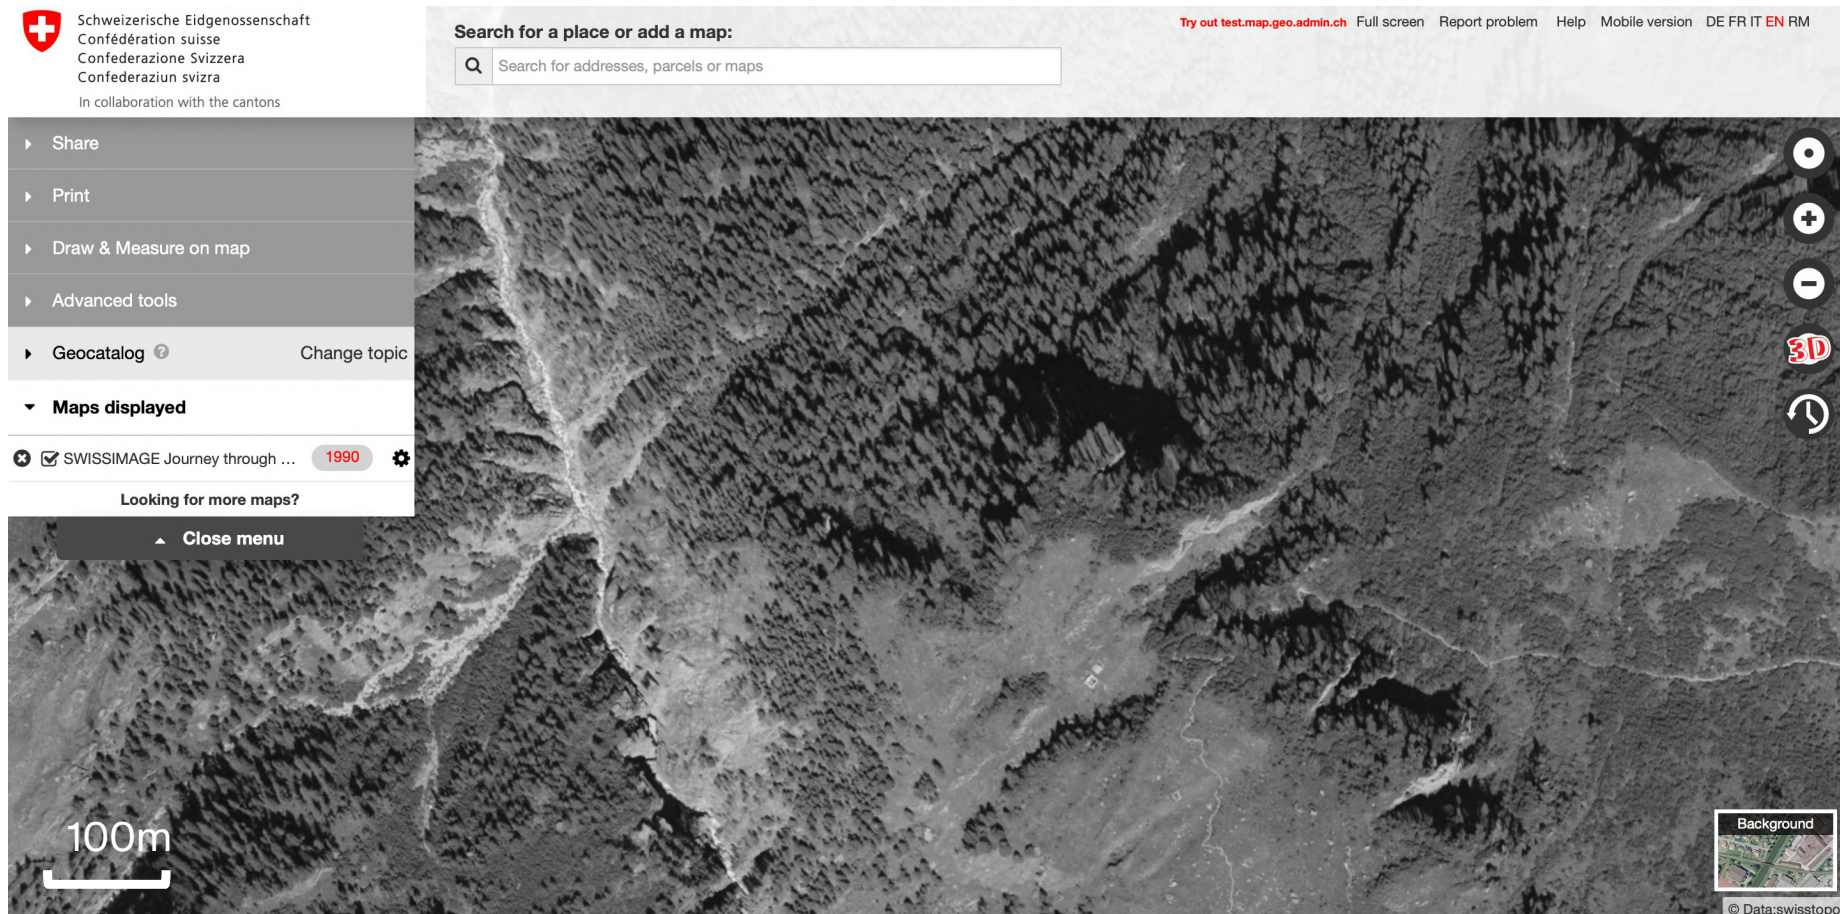 Schweizerische Eidgenossenschaft
Confédération suisse
Confederazione Svizzera
Confederaziun svizra
In collaboration with the cantons
Search for a place or add a map:
Search for addresses, parcels or maps
Try out test.map.geo.admin.ch Full screen Report problem Help Mobile version DE FR IT EN RM
Share
Print
Draw & Measure on map
Advanced tools
Geocatalog ? Change topic
Maps displayed
SWISSIMAGE Journey through ... 1990
Looking for more maps?
Close menu
3D
100m
Background
© Data:swisstopo